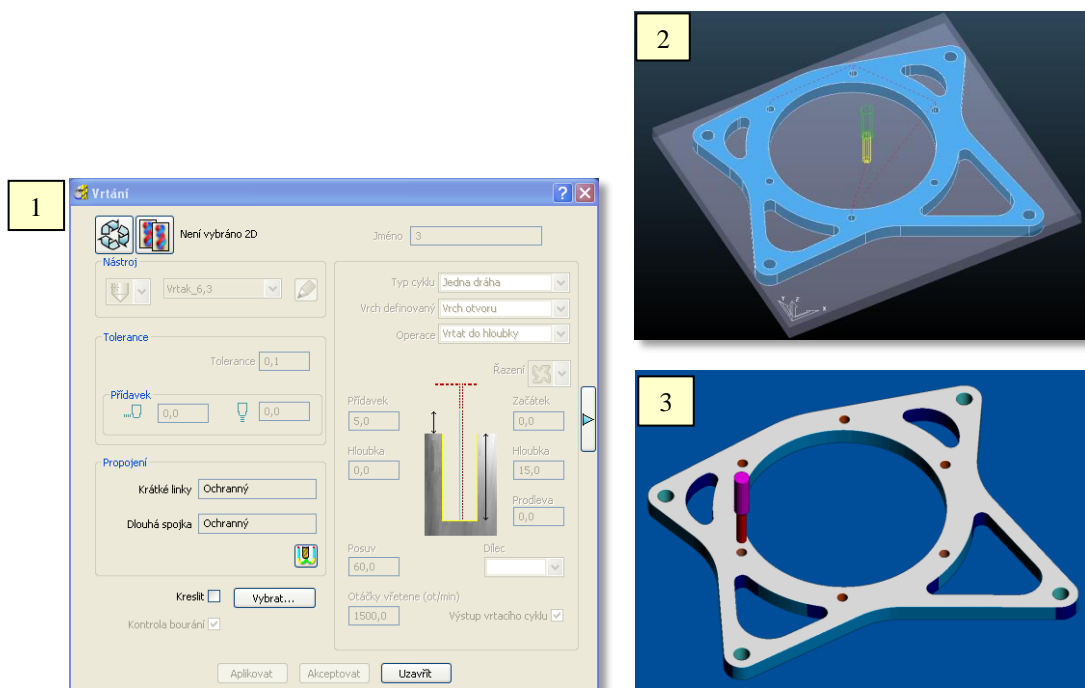 1
Vrtání
Není vybráno 2D
Jméno 3
Nástroj
Vrtak_6,3
Typ cyklu Jedna dráha
Vrch definovaný Vrch otvoru
Operace Vrtat do hloubky
Tolerance
Tolerance 0,1
Řazení
Přídavek
0,0 0,0
Přídavek Začátek
5,0 0,0
Hloubka Hloubka
0,0 15,0
Prodleva
0,0
Propojení
Krátké linky Ochranný
Dlouhá spojka Ochranný
Posuv Dílec
60,0
Kreslit Vybrat...
Otáčky vřetene (ot/min)
1500,0 Výstup vrtacího cyklu
Kontrola bourání
Aplikovat Akceptovat Uzavřít
2
Y Z X
3